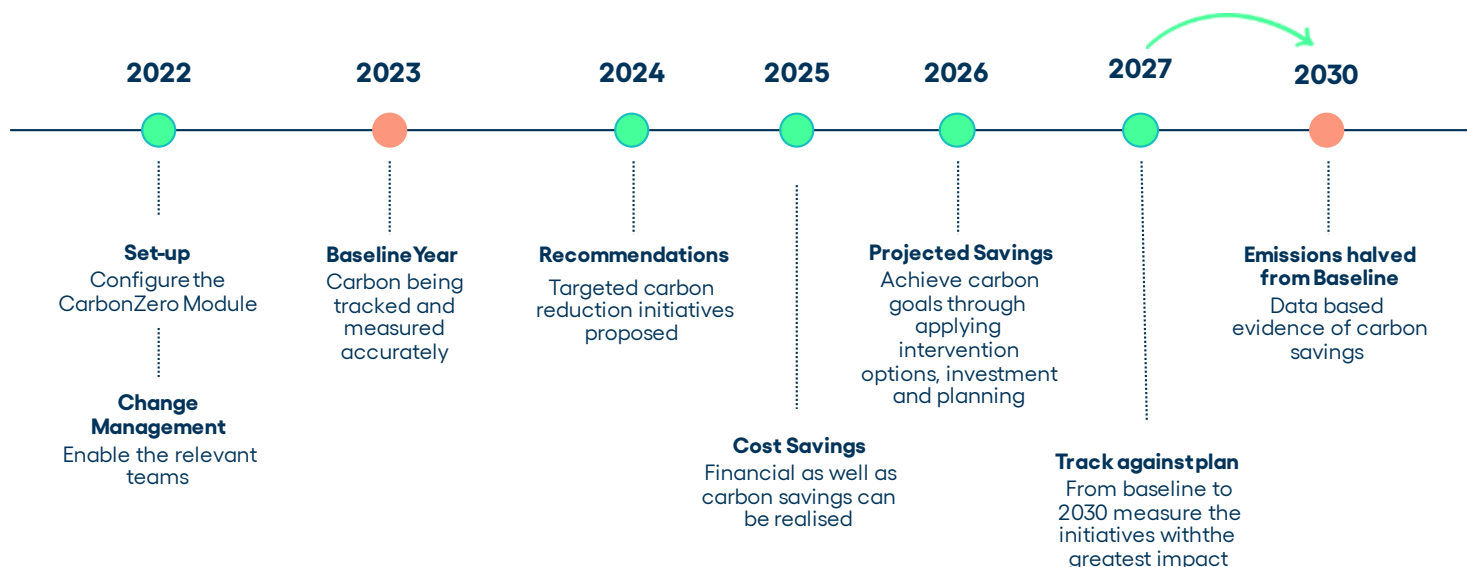 2022
2023
2024
2025
2026
2027
2030
Set-up
Configure the
CarbonZero Module
Change
Management
Enable the relevant
teams
Baseline Year
Carbon being
tracked and
measured
accurately
Recommendations
Targeted carbon
reduction initiatives
proposed
Cost Savings
Financial as well as
carbon savings can
be realised
Projected Savings
Achieve carbon
goals through
applying
intervention
options, investment
and planning
Track against plan
From baseline to
2030 measure the
initiatives withthe
greatest impact
Emissions halved
from Baseline
Data based
evidence of carbon
savings